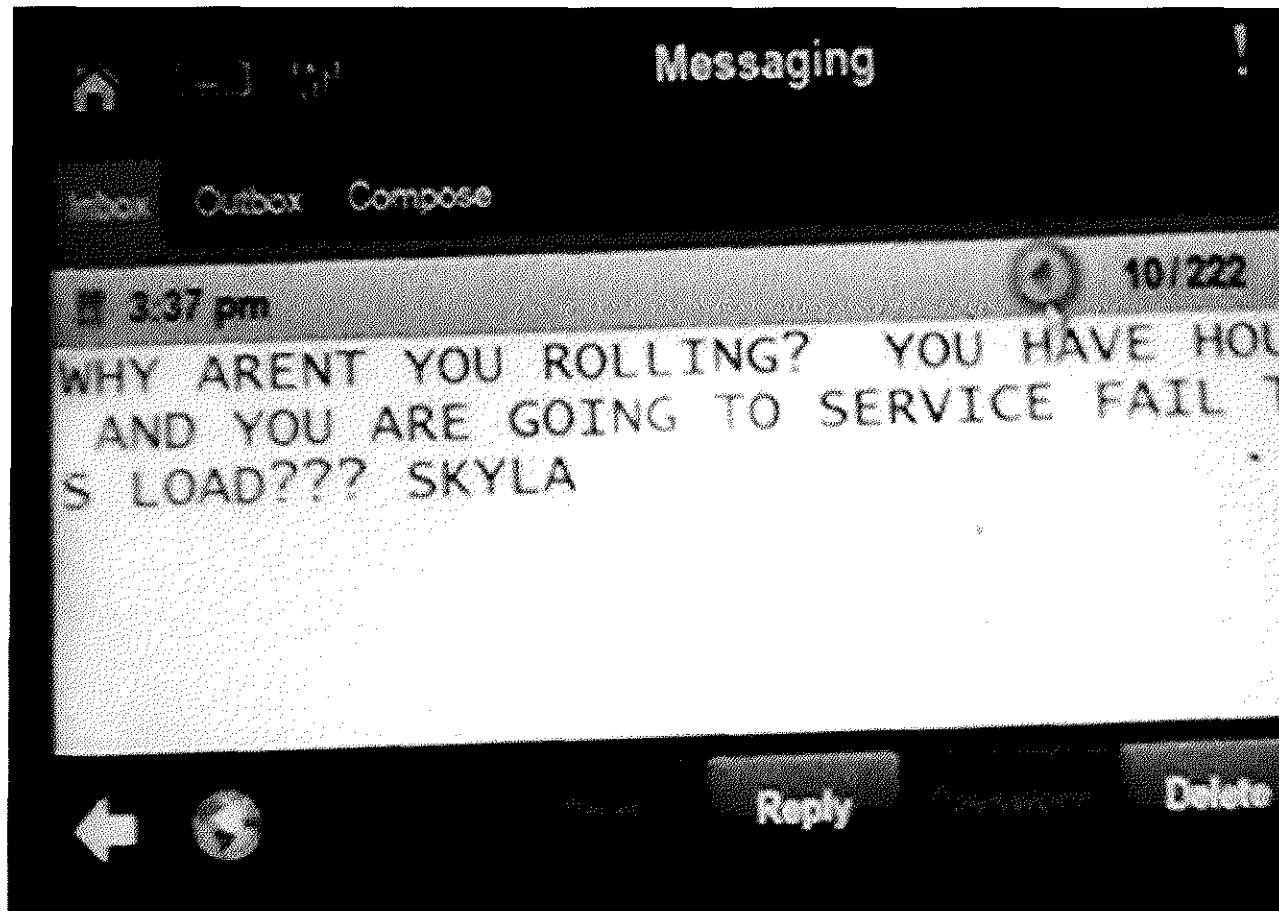 Messaging
!
Inbox Outbox Compose
3:37 pm 10/222
WHY ARENT YOU ROLLING? YOU HAVE HOU
AND YOU ARE GOING TO SERVICE FAIL T
S LOAD??? SKYLA
Reply Delete